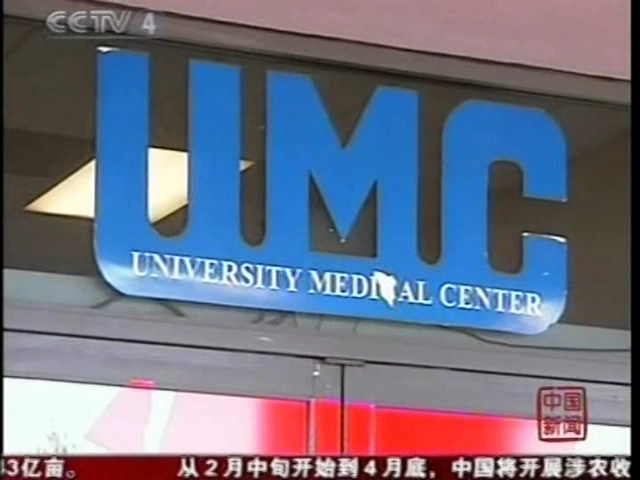 CCTV 4
UMC
UNIVERSITY MEDICAL CENTER
中国
新闻
43亿亩。 从2月中旬开始到4月底，中国将开展涉农收